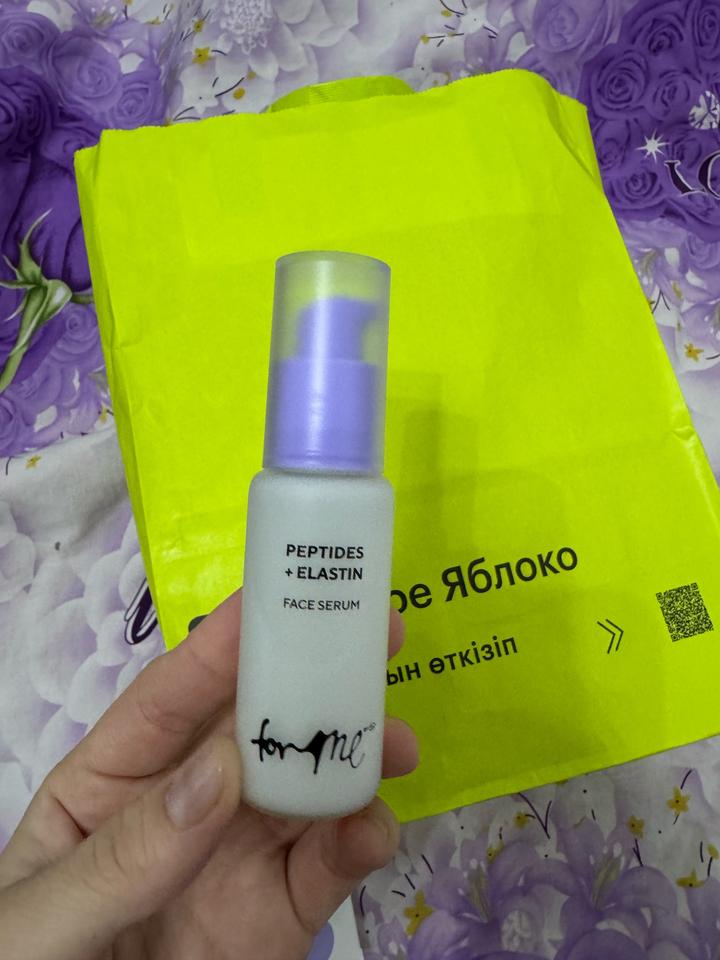 PEPTIDES
+ ELASTIN
FACE SERUM
for me
ое Яблоко
ын өткізіп